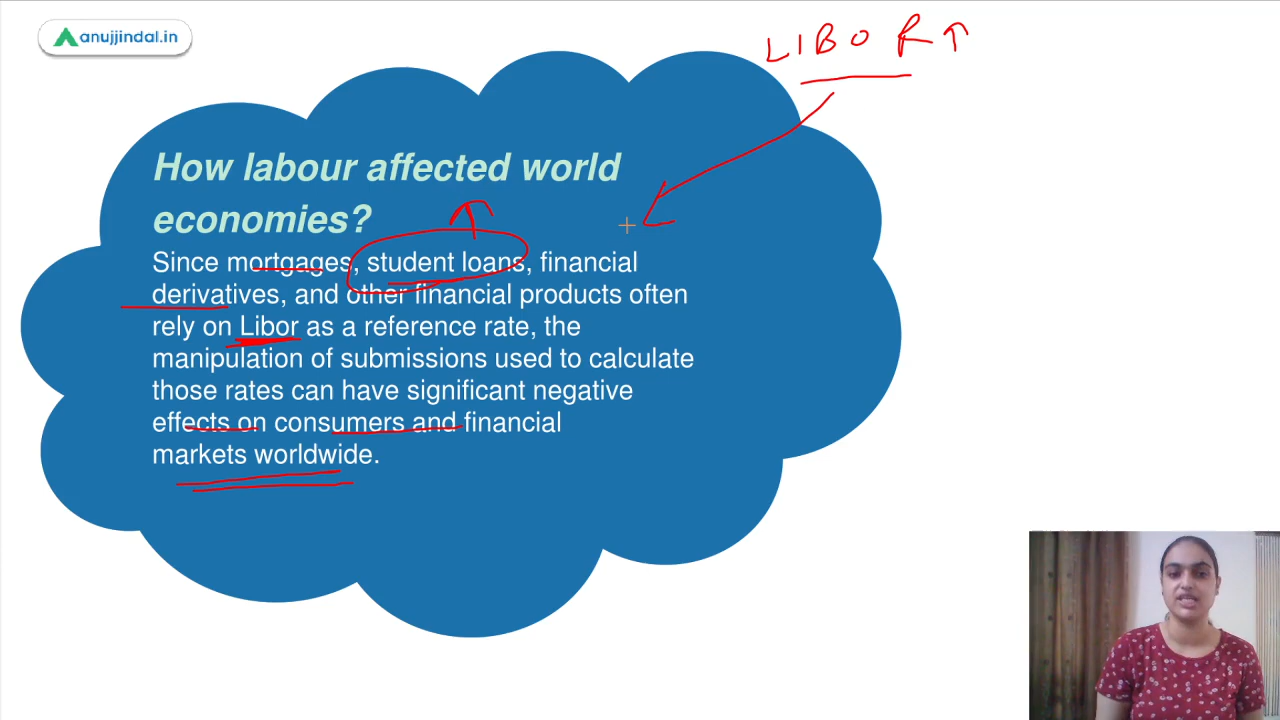 anujjindal.in
LIBOR↑
How labour affected world
economies?
Since mortgages, student loans, financial
derivatives, and other financial products often
rely on Libor as a reference rate, the
manipulation of submissions used to calculate
those rates can have significant negative
effects on consumers and financial
markets worldwide.